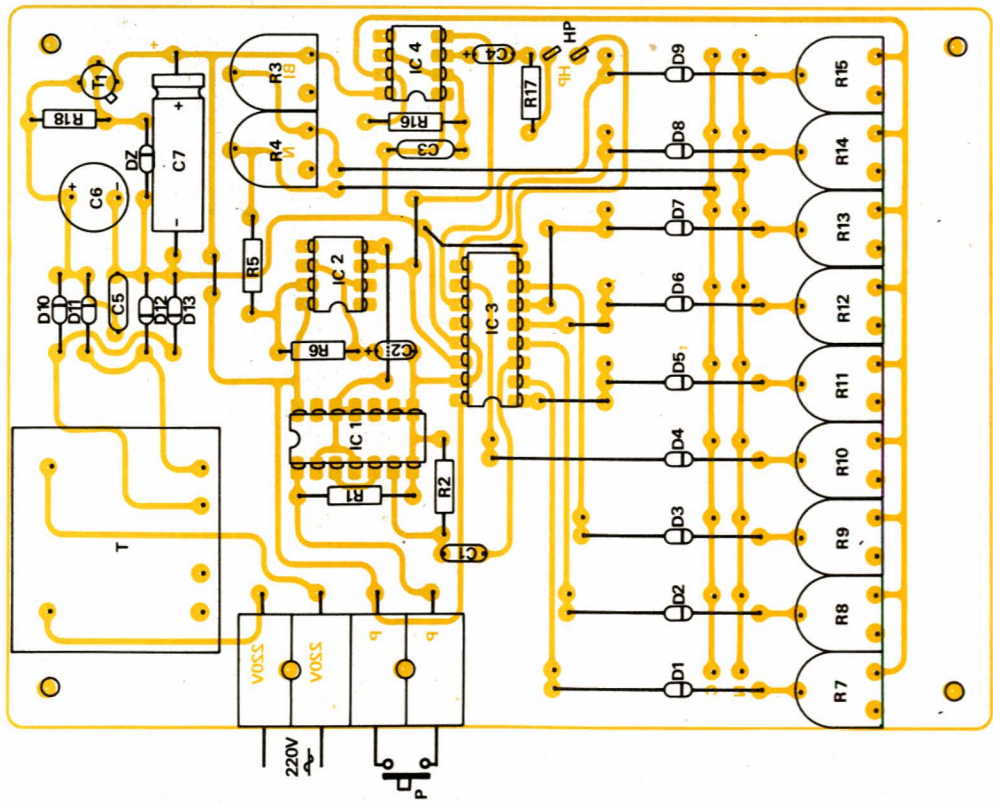 T1
R18
+
DZ
+
C7
-
+
C6
-
D10
D11
C5
D12
D13
R3
BI
R4
N
R5
IC 4
C4
+
R17
HP
HP
R16
C3
IC 2
R6
+
C2
IC 3
IC 1
R1
R2
C1
T
220V
220V
P
P
220V
P
D9
D8
D7
D6
D5
D4
D3
D2
D1
C
N
R15
R14
R13
R12
R11
R10
R9
R8
R7